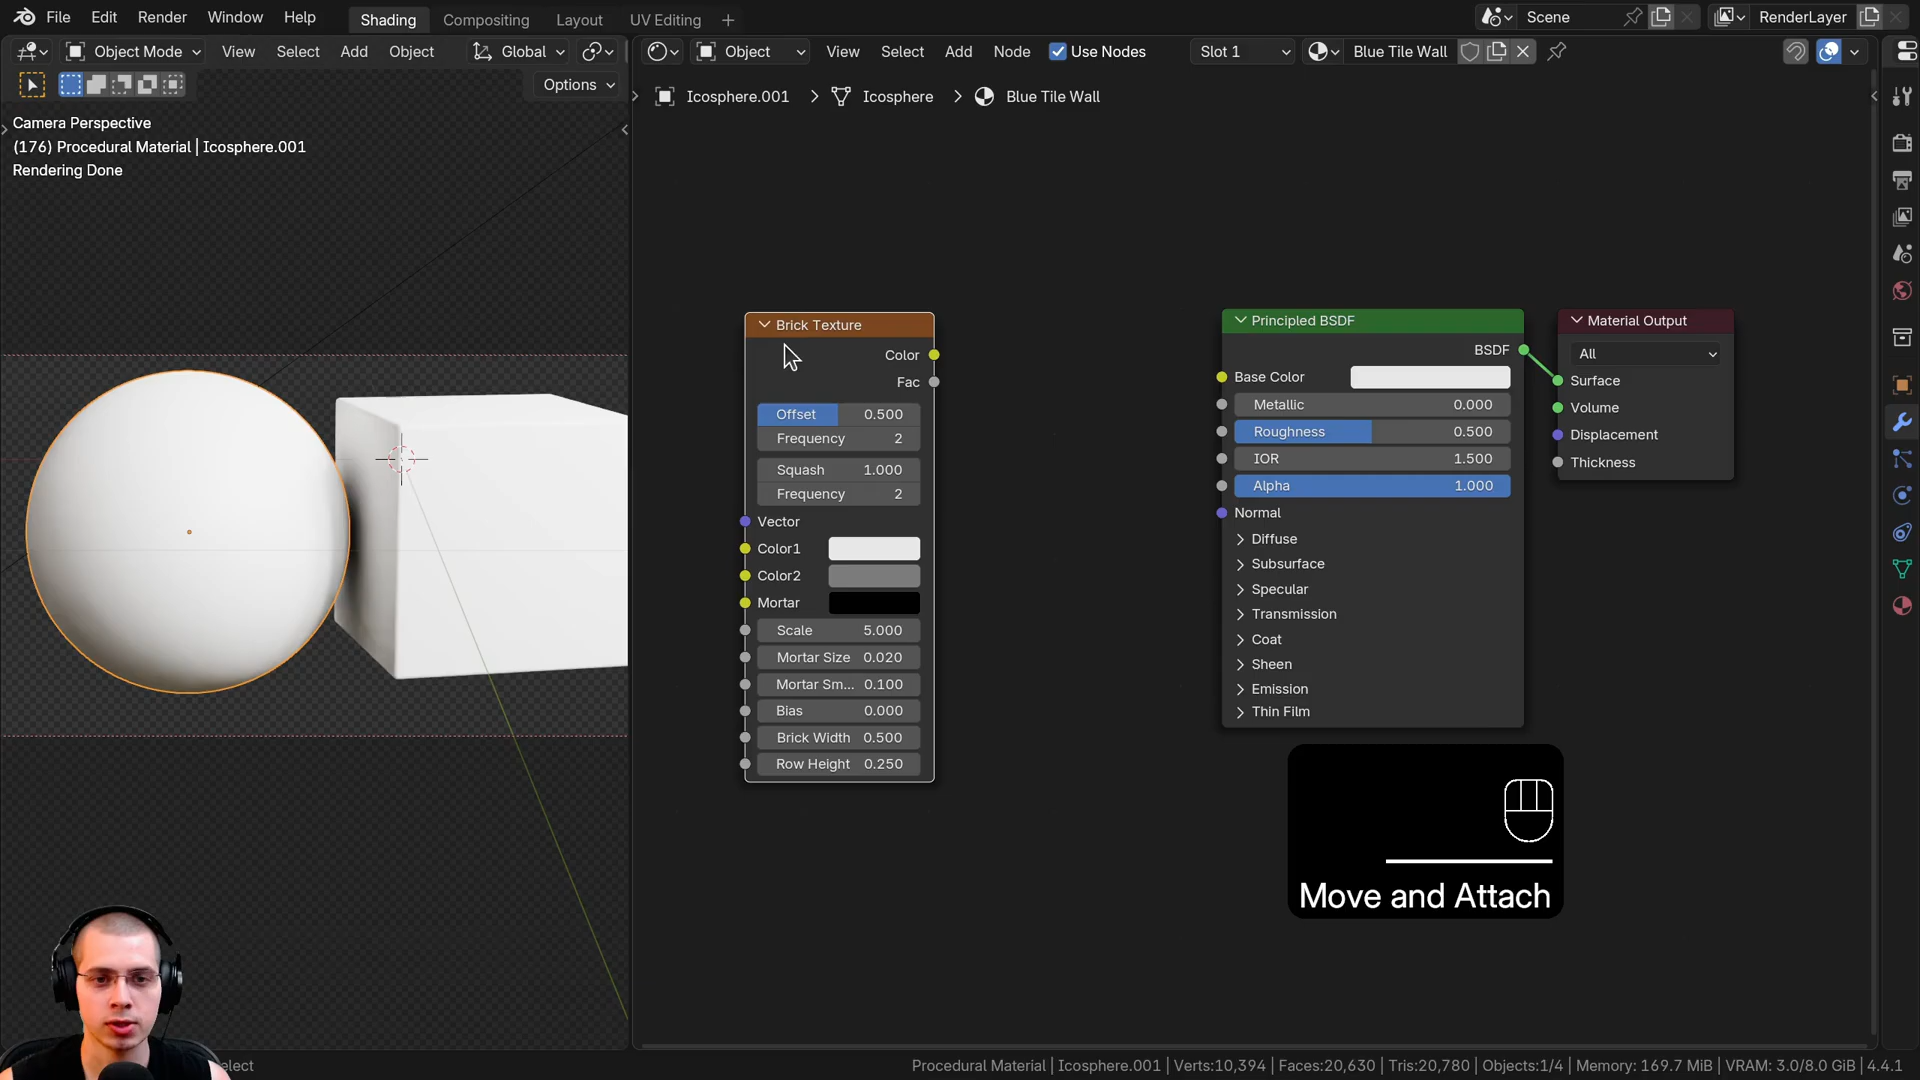 File Edit Render Window Help Shading Compositing Layout UV Editing Scene RenderLayer
Object Mode View Select Add Object Global Object View Select Add Node Use Nodes Slot 1 Blue Tile Wall
Options
Icosphere.001 Icosphere Blue Tile Wall
Camera Perspective
(176) Procedural Material | Icosphere.001
Rendering Done
Brick Texture
Color
Fac
Offset 0.500
Frequency 2
Squash 1.000
Frequency 2
Vector
Color1
Color2
Mortar
Scale 5.000
Mortar Size 0.020
Mortar Sm... 0.100
Bias 0.000
Brick Width 0.500
Row Height 0.250
Principled BSDF
BSDF
Base Color
Metallic 0.000
Roughness 0.500
IOR 1.500
Alpha 1.000
Normal
Diffuse
Subsurface
Specular
Transmission
Coat
Sheen
Emission
Thin Film
Material Output
All
Surface
Volume
Displacement
Thickness
Move and Attach
Procedural Material | Icosphere.001 | Verts:10,394 | Faces:20,630 | Tris:20,780 | Objects:1/4 | Memory: 169.7 MiB | VRAM: 3.0/8.0 GiB | 4.4.1